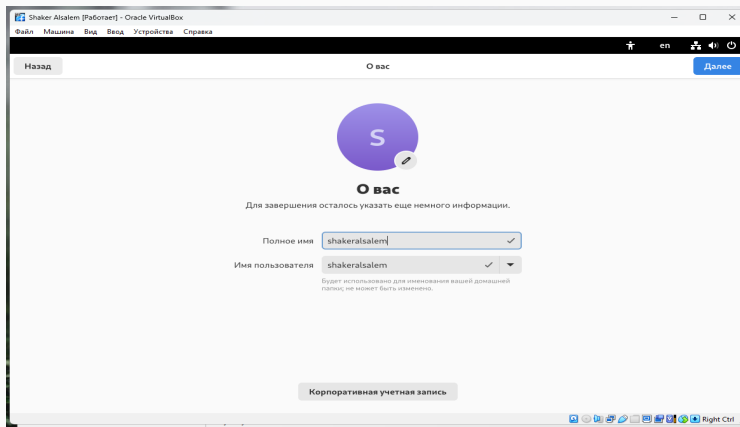 Shaker Alsalem [Работает] - Oracle VirtualBox
Файл Машина Вид Ввод Устройства Справка
en
Назад
О вас
Далее
S
О вас
Для завершения осталось указать еще немного информации.
Полное имя shakeralsalem
Имя пользователя shakeralsalem
Будет использовано для именования вашей домашней
папки; не может быть изменено.
Корпоративная учетная запись
Right Ctrl